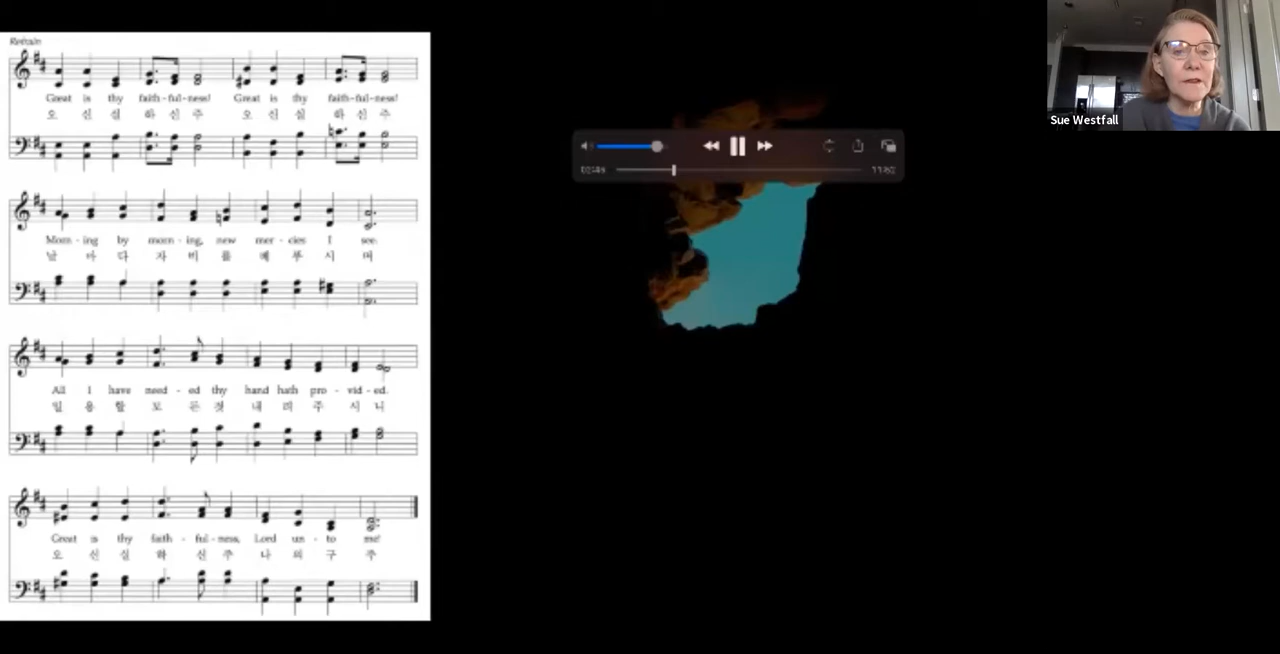 Refrain
Great is thy faith-ful-ness! Great is thy faith-ful-ness!
오 신 실 하 신 주 오 신 실 하 신 주
Morn - ing by morn - ing, new mer - cies I see:
날 마 다 자 비 를 베 푸 시 며
All I have need - ed thy hand hath pro - vid - ed.
일 용 할 모 든 것 내 려 주 시 니
Great is thy faith - ful - ness, Lord un - to me!
오 신 실 하 신 주 나 의 구 주
Sue Westfall